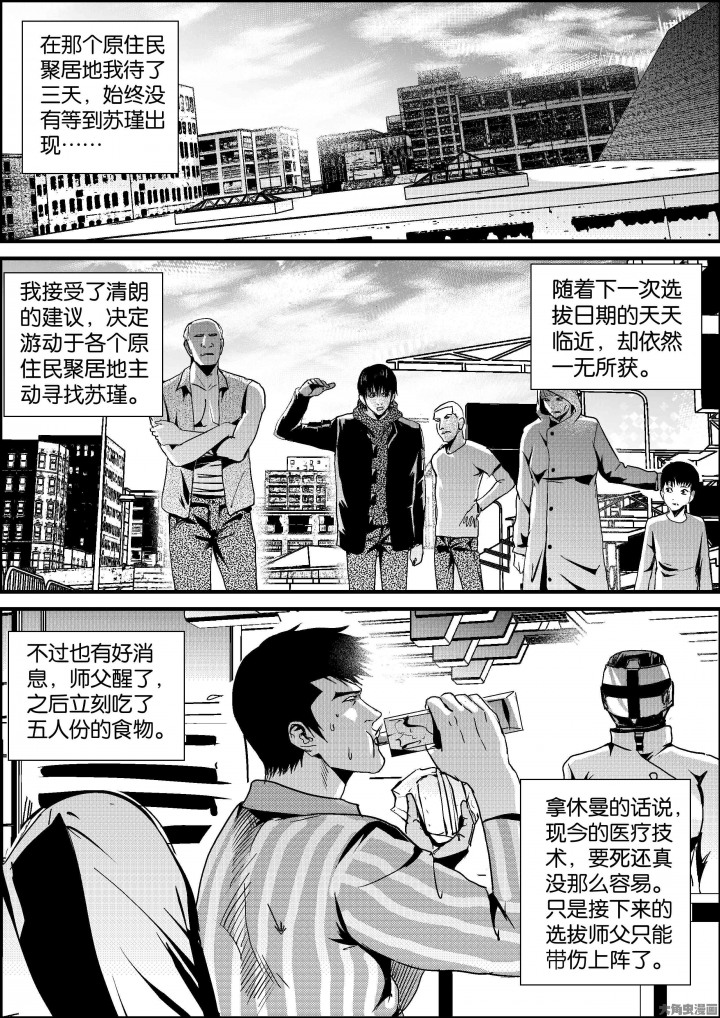 在那个原住民
聚居地我待了
三天，始终没
有等到苏瑾出
现……
我接受了清朗
的建议，决定
游动于各个原
住民聚居地主
动寻找苏瑾。
随着下一次选
拔日期的天天
临近，却依然
一无所获。
不过也有好消
息，师父醒了，
之后立刻吃了
五人份的食物。
拿休曼的话说，
现今的医疗技
术，要死还真
没那么容易。
只是接下来的
选拔师父只能
带伤上阵了。
大角虫漫画